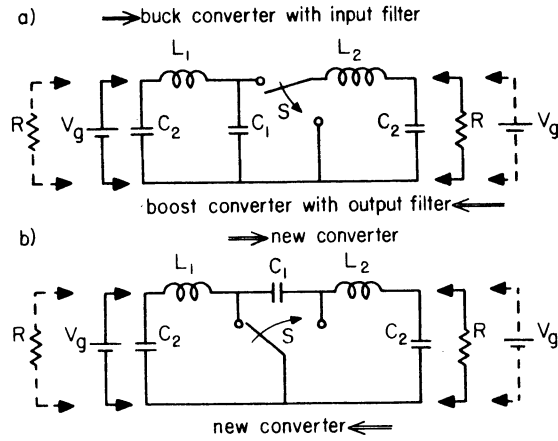 a)
buck converter with input filter
L1
L2
R
Vg
C2
C1
S
C2
R
Vg
boost converter with output filter
b)
new converter
L1
C1
L2
R
Vg
C2
S
C2
R
Vg
new converter